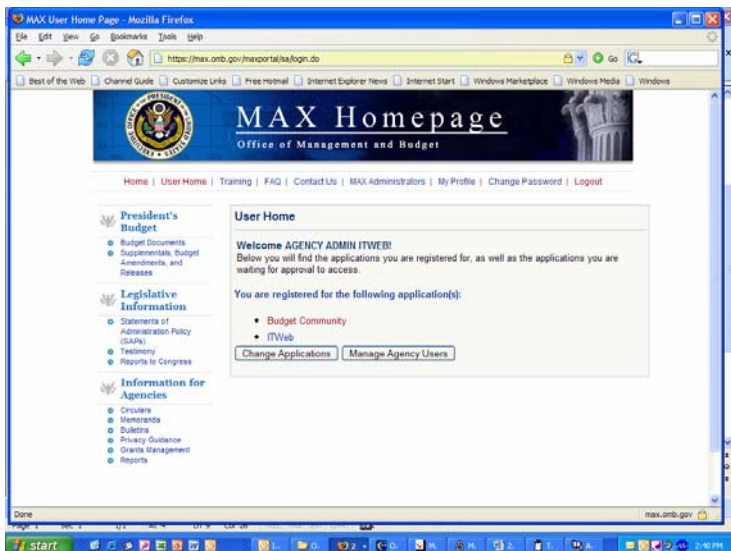 MAX User Home Page - Mozilla Firefox
File Edit View Go Bookmarks Tools Help
https://max.omb.gov/maxportal/sa/login.do
Go
Best of the Web Channel Guide Customize Links Free Hotmail Internet Explorer News Internet Start Windows Marketplace Windows Media Windows
MAX Homepage
Office of Management and Budget
Home | User Home | Training | FAQ | Contact Us | MAX Administrators | My Profile | Change Password | Logout
President's
Budget
Budget Documents
Supplementals, Budget
Amendments, and
Releases
Legislative
Information
Statements of
Administration Policy
(SAPs)
Testimony
Reports to Congress
Information for
Agencies
Circulars
Memoranda
Bulletins
Privacy Guidance
Grants Management
Reports
User Home
Welcome AGENCY ADMIN ITWEB!
Below you will find the applications you are registered for, as well as the applications you are
waiting for approval to access.
You are registered for the following application(s):
Budget Community
ITWeb
Change Applications Manage Agency Users
Done
max.omb.gov
start
2:40 PM